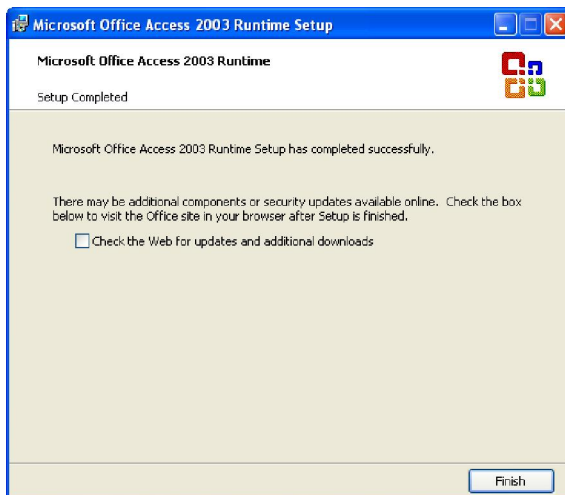 Microsoft Office Access 2003 Runtime Setup
Microsoft Office Access 2003 Runtime
Setup Completed
Microsoft Office Access 2003 Runtime Setup has completed successfully.
There may be additional components or security updates available online. Check the box
below to visit the Office site in your browser after Setup is finished.
Check the Web for updates and additional downloads
Finish